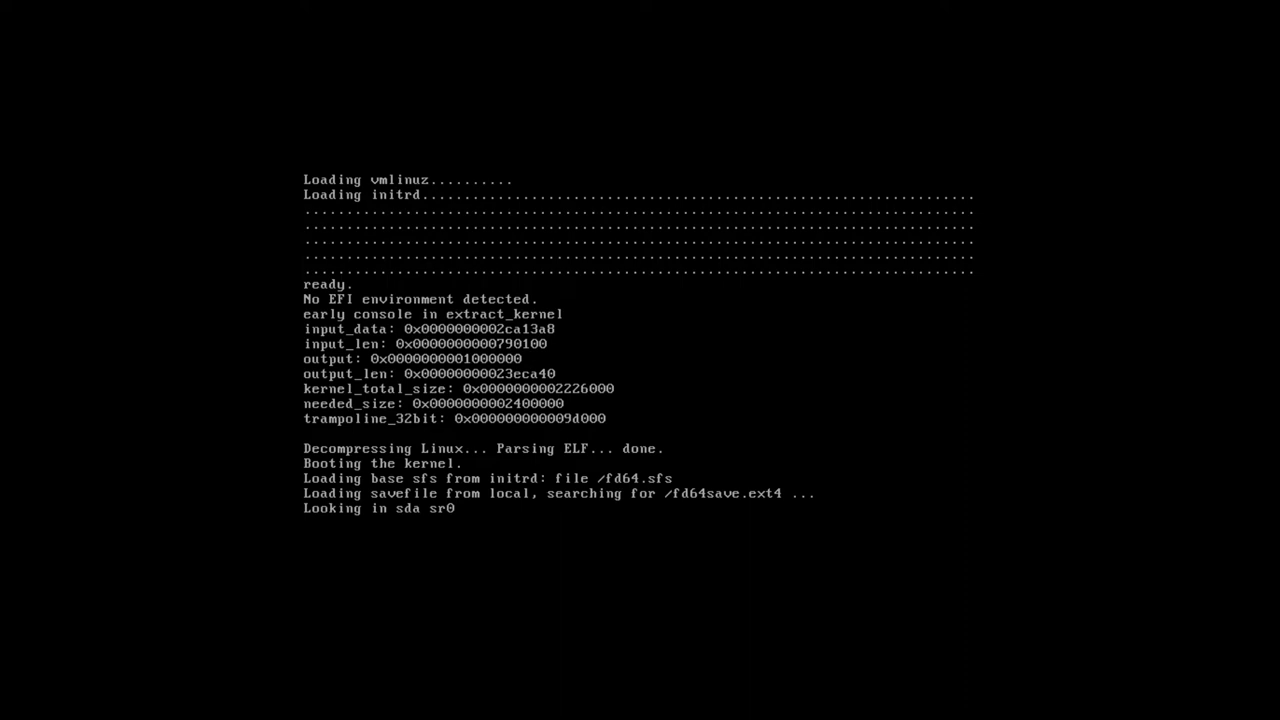 Loading vmlinuz..........
Loading initrd..................................................................
................................................................................
................................................................................
................................................................................
................................................................................
................................................................................
ready.
No EFI environment detected.
early console in extract_kernel
input_data: 0x0000000002ca13a8
input_len: 0x0000000000790100
output: 0x0000000001000000
output_len: 0x00000000023eca40
kernel_total_size: 0x0000000002226000
needed_size: 0x0000000002400000
trampoline_32bit: 0x000000000009d000
Decompressing Linux... Parsing ELF... done.
Booting the kernel.
Loading base sfs from initrd: file /fd64.sfs
Loading savefile from local, searching for /fd64save.ext4 ...
Looking in sda sr0